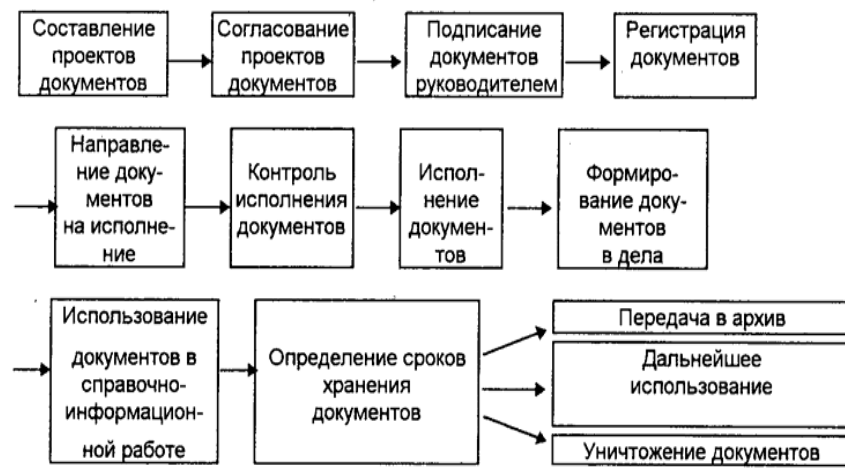 Составление
проектов
документов
Согласование
проектов
документов
Подписание
документов
руководителем
Регистрация
документов
Направле-
ние доку-
ментов
на исполне-
ние
Контроль
исполнения
документов
Испол-
нение
докумен-
тов
Формиро-
вание доку-
ментов
в дела
Использование
документов в
справочно-
информацион-
ной работе
Определение сроков
хранения
документов
Передача в архив
Дальнейшее
использование
Уничтожение документов